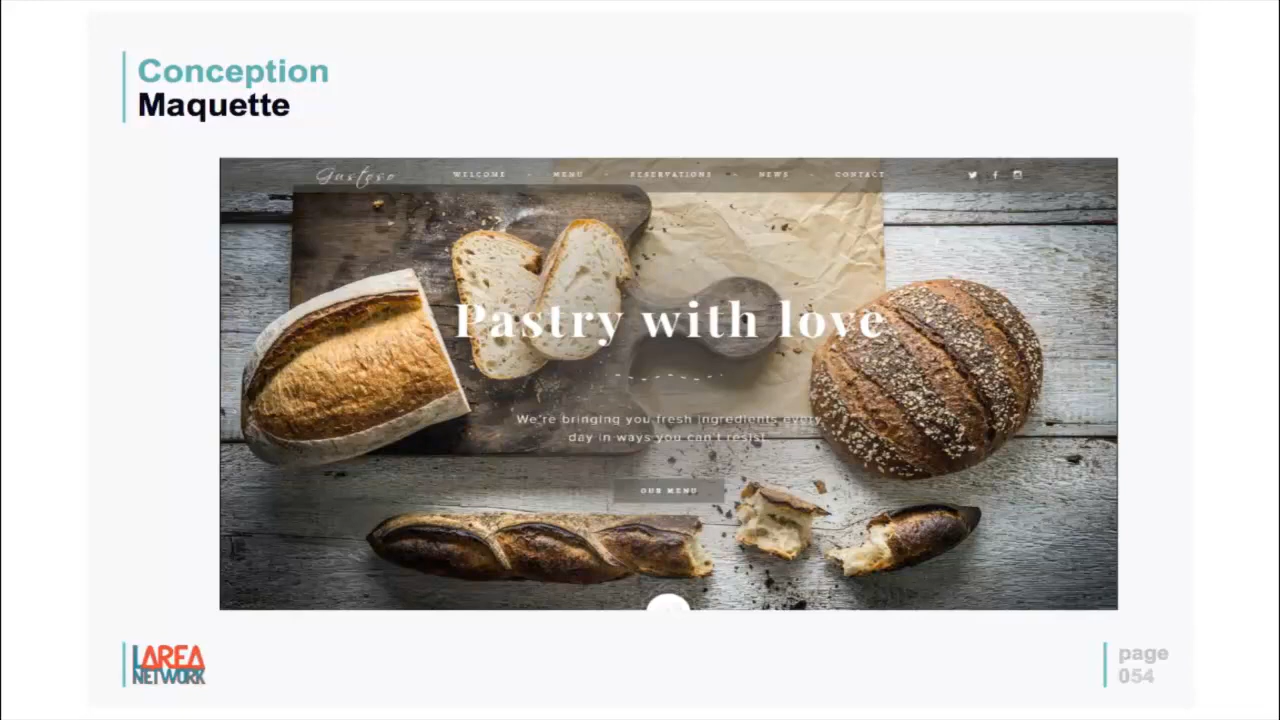 Conception
Maquette
Gustoso
WELCOME MENU RESERVATIONS NEWS CONTACT
Pastry with love
We're bringing you fresh ingredients every
day in ways you can't resist
OUR MENU
LAREA
NETWORK
page
054